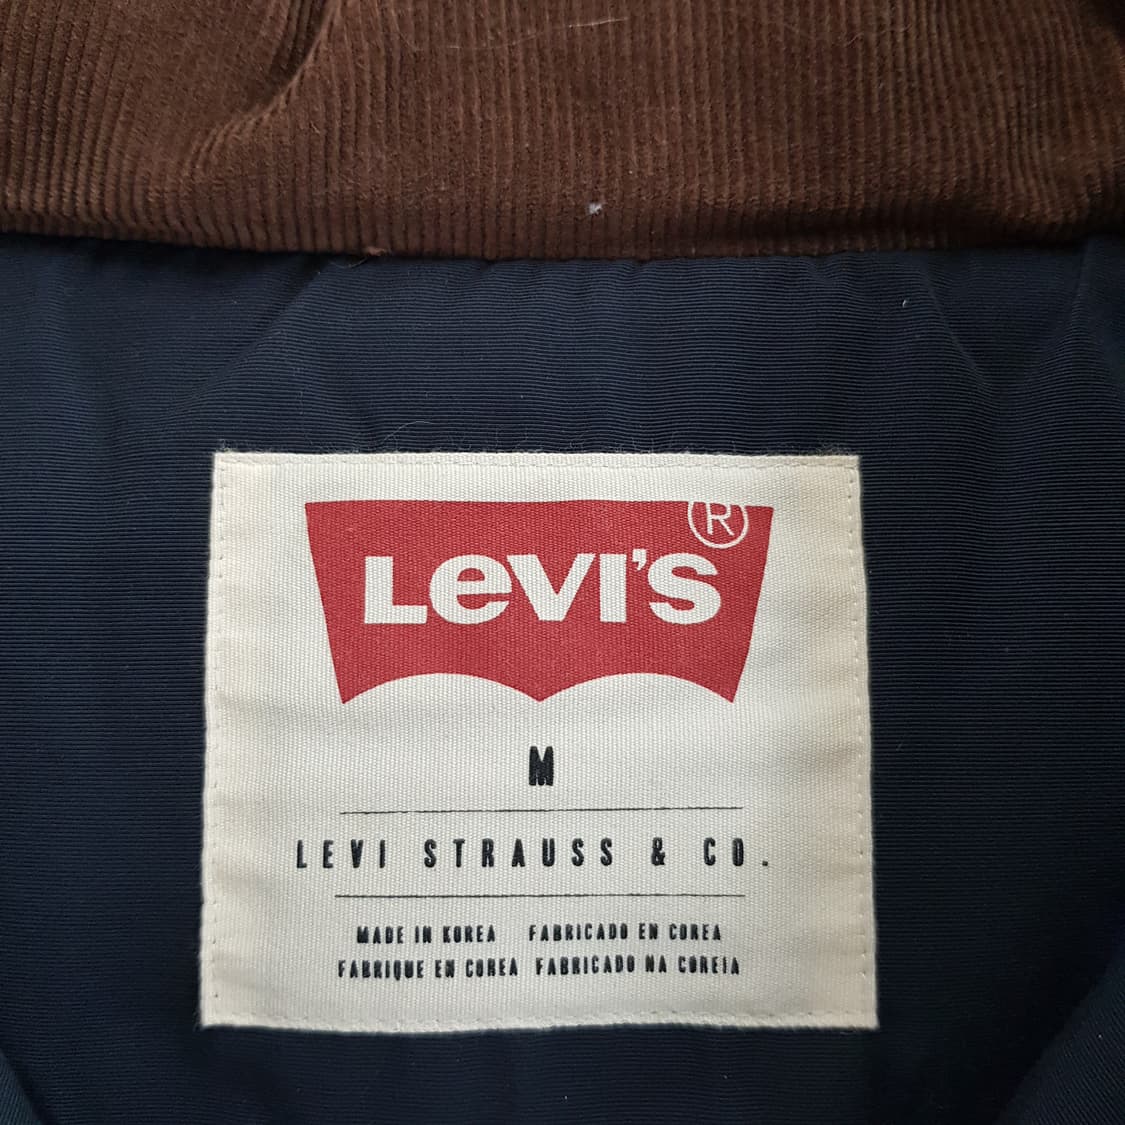 LEVI'S®
M
LEVI STRAUSS & CO.
MADE IN KOREA FABRICADO EN COREA
FABRIQUE EN COREA FABRICADO NA COREIA